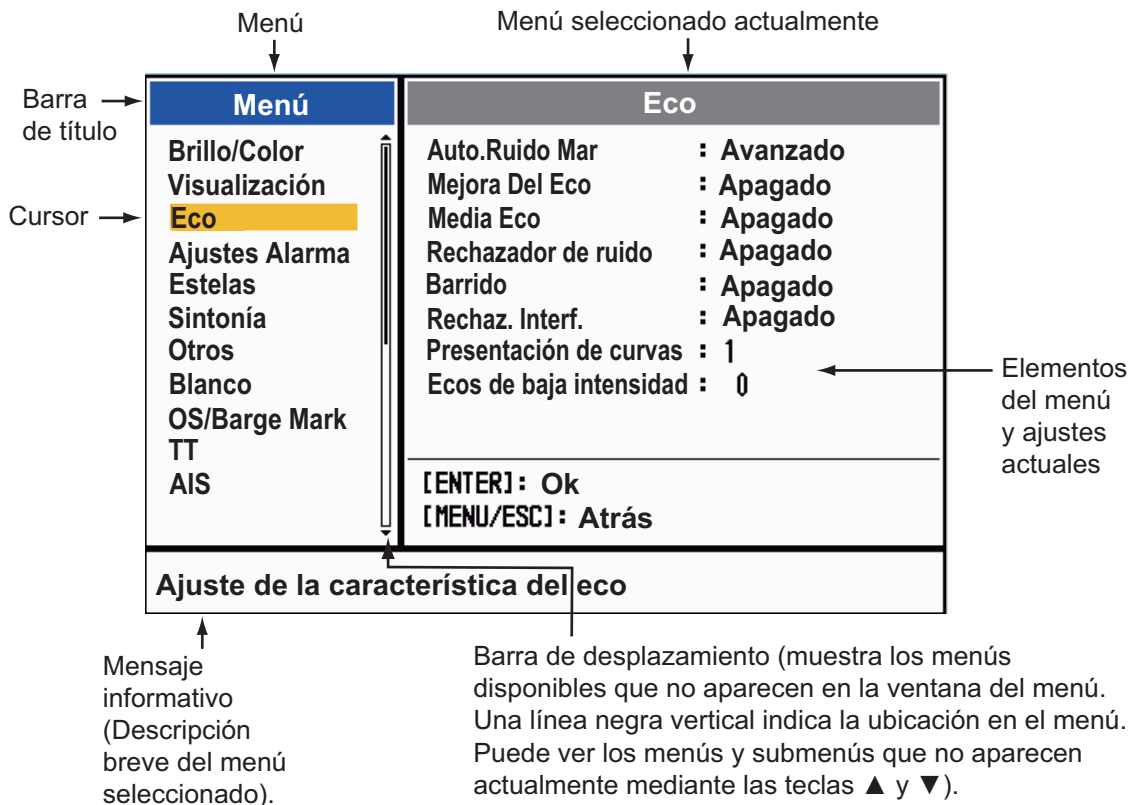 Menú
Menú seleccionado actualmente
Barra
de título
Menú
Eco
Cursor
Brillo/Color
Visualización
Eco
Ajustes Alarma
Estelas
Sintonía
Otros
Blanco
OS/Barge Mark
TT
AIS
Auto.Ruido Mar : Avanzado
Mejora Del Eco : Apagado
Media Eco : Apagado
Rechazador de ruido : Apagado
Barrido : Apagado
Rechaz. Interf. : Apagado
Presentación de curvas : 1
Ecos de baja intensidad : 0
[ENTER]: Ok
[MENU/ESC]: Atrás
Elementos
del menú
y ajustes
actuales
Ajuste de la característica del eco
Mensaje
informativo
(Descripción
breve del menú
seleccionado).
Barra de desplazamiento (muestra los menús
disponibles que no aparecen en la ventana del menú.
Una línea negra vertical indica la ubicación en el menú.
Puede ver los menús y submenús que no aparecen
actualmente mediante las teclas ▲ y ▼).